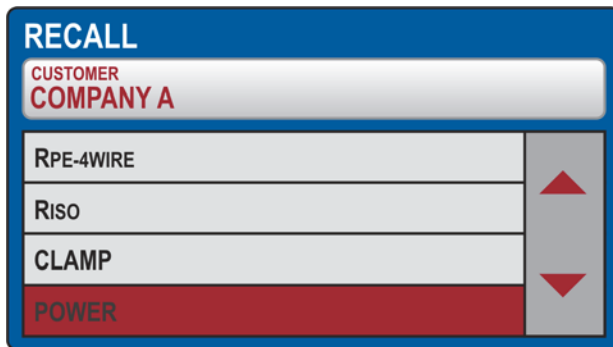 RECALL
CUSTOMER
COMPANY A
RPE-4WIRE
RISO
CLAMP
POWER